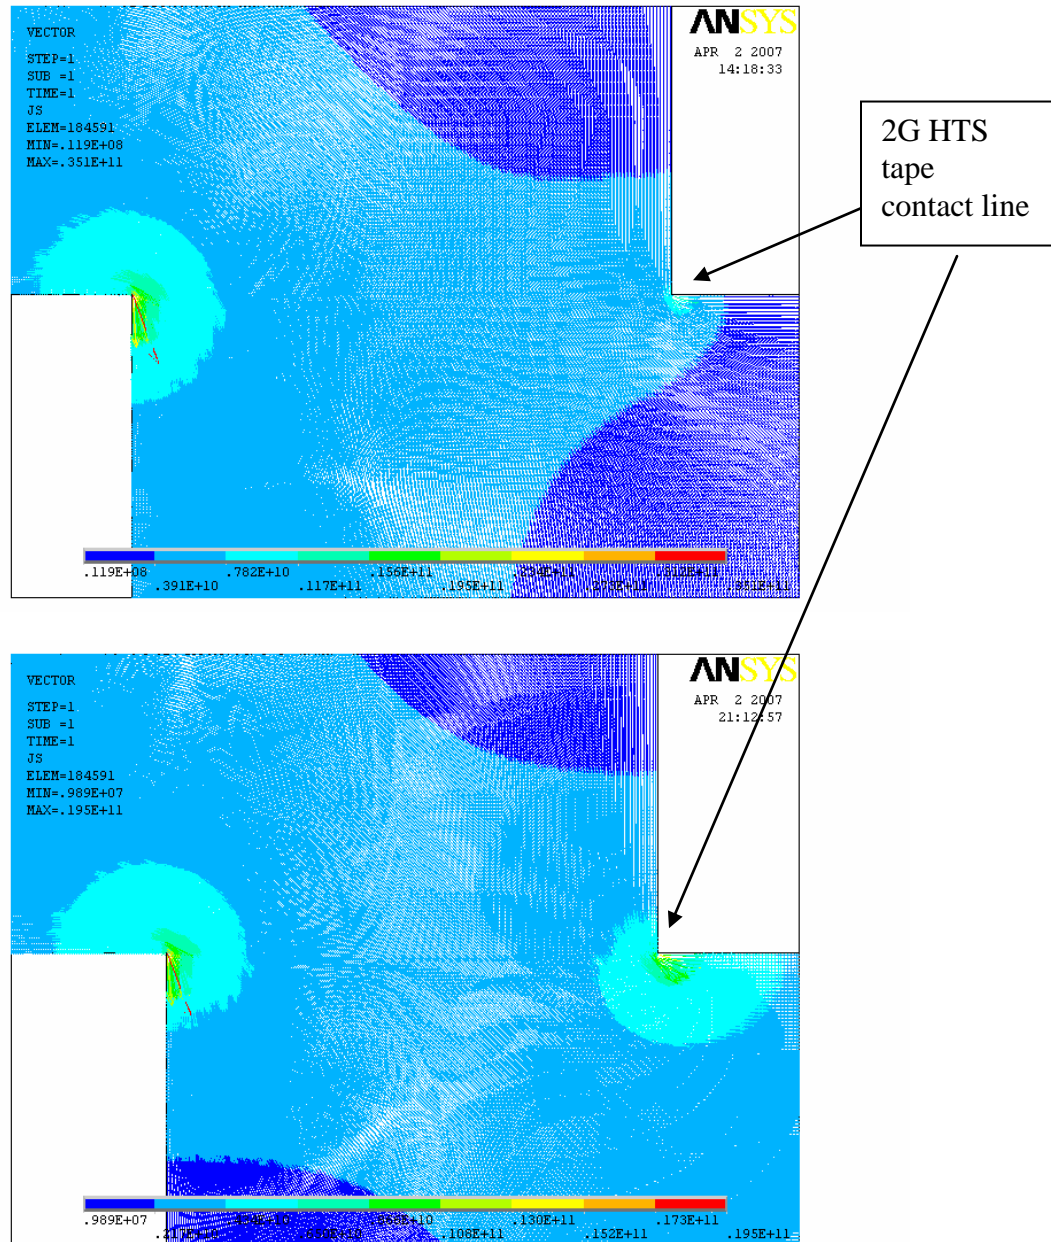 VECTOR
STEP=1
SUB =1
TIME=1
JS
ELEM=184591
MIN=.119E+08
MAX=.351E+11
ANSYS
APR 2 2007
14:18:33
2G HTS
tape
contact line
.119E+08 .782E+10 .156E+11
.391E+10 .117E+11 .195E+11
VECTOR
STEP=1
SUB =1
TIME=1
JS
ELEM=184591
MIN=.989E+07
MAX=.195E+11
ANSYS
APR 2 2007
21:12:57
.989E+07 .130E+11 .173E+11
.108E+11 .152E+11 .195E+11